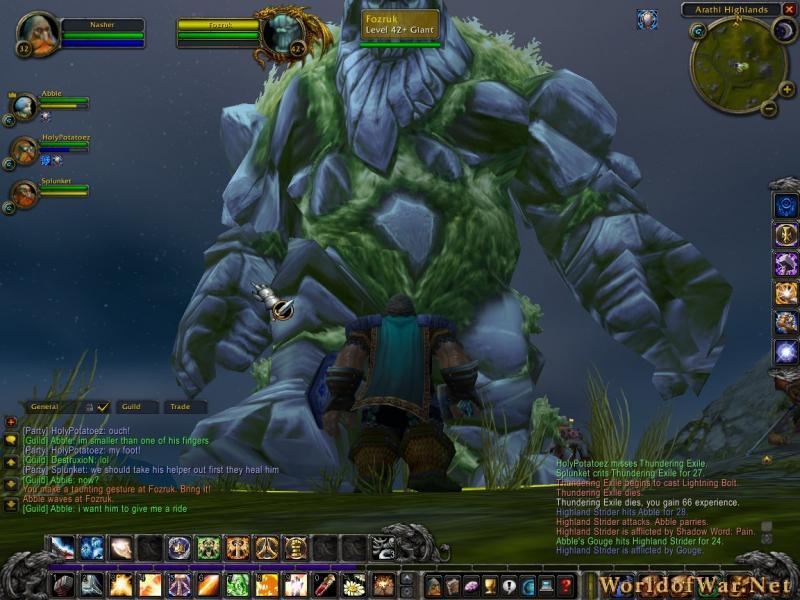 Nasher
32
Fozruk
42+
Fozruk
Level 42+ Giant
Arathi Highlands
N
Abble
HolyPotatoez
Splunket
General
Guild
Trade
[Party] HolyPotatoez: ouch!
[Guild] Abble: im smaller than one of his fingers
[Party] HolyPotatoez: my foot!
[Guild] DestruxioN: lol
[Party] Splunket: we should take his helper out first they heal him
[Guild] Abble: now?
You make a taunting gesture at Fozruk. Bring it!
Abble waves at Fozruk.
[Guild] Abble: i want him to give me a ride
HolyPotatoez misses Thundering Exile.
Splunket crits Thundering Exile for 27.
Thundering Exile begins to cast Lightning Bolt.
Thundering Exile dies.
Thundering Exile dies, you gain 66 experience.
Highland Strider hits Abble for 28.
Highland Strider attacks. Abble parries.
Highland Strider is afflicted by Shadow Word: Pain.
Abble's Gouge hits Highland Strider for 24.
Highland Strider is afflicted by Gouge.
WorldofWar.Net